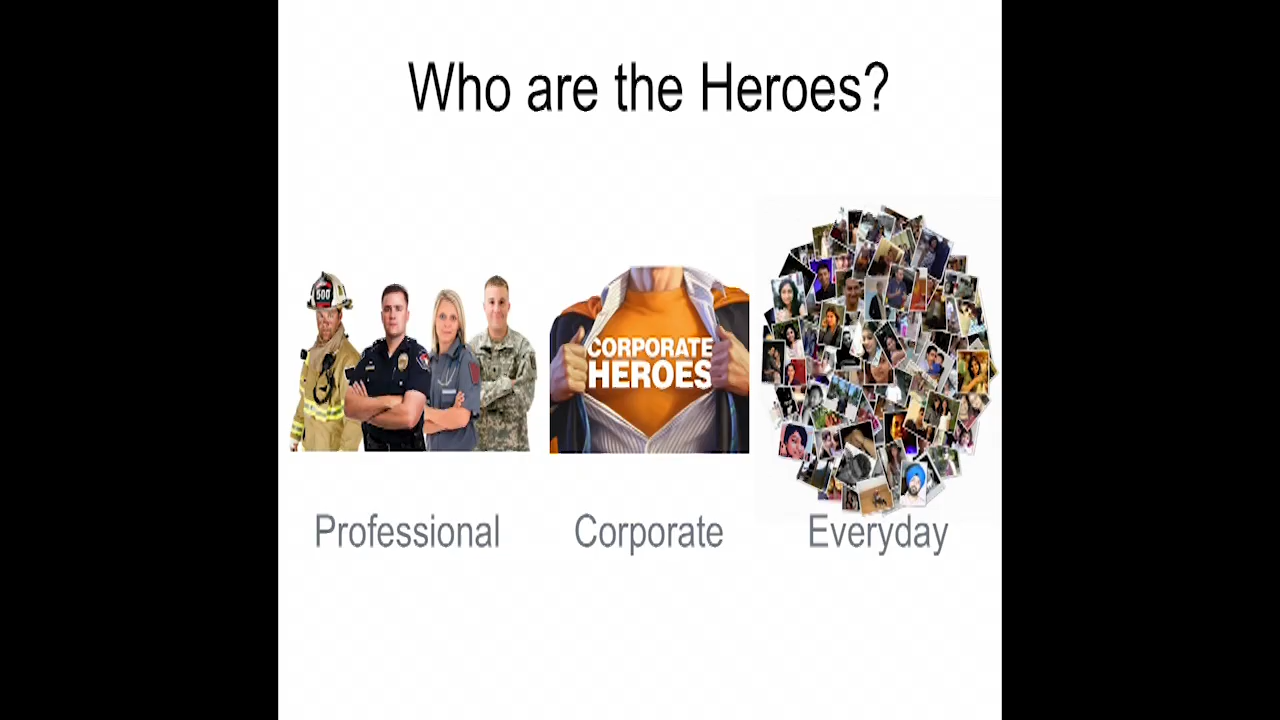 Who are the Heroes?
500
CORPORATE
HEROES
Professional
Corporate
Everyday